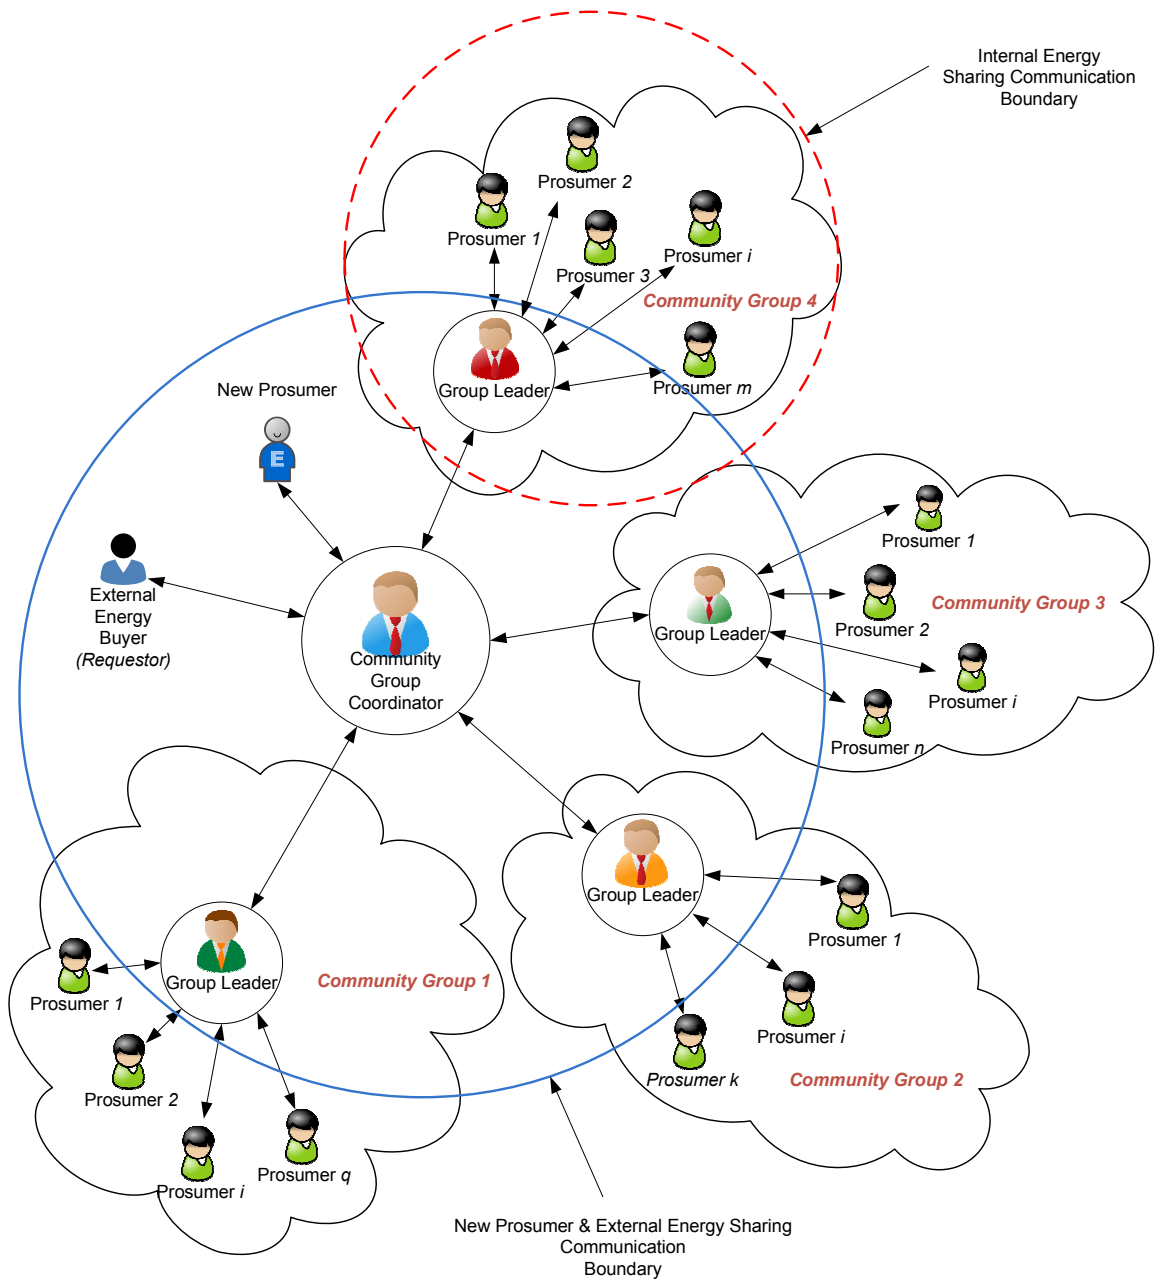 Internal Energy
Sharing Communication
Boundary
Prosumer 2
Prosumer 1
Prosumer i
Prosumer 3
Community Group 4
Group Leader
Prosumer m
New Prosumer
E
Prosumer 1
External
Energy
Buyer
(Requestor)
Community Group 3
Prosumer 2
Group Leader
Community
Group
Coordinator
Prosumer i
Prosumer n
Group Leader
Prosumer 1
Community Group 1
Group Leader
Prosumer 1
Prosumer i
Prosumer k
Community Group 2
Prosumer 2
Prosumer q
Prosumer i
New Prosumer & External Energy Sharing
Communication
Boundary